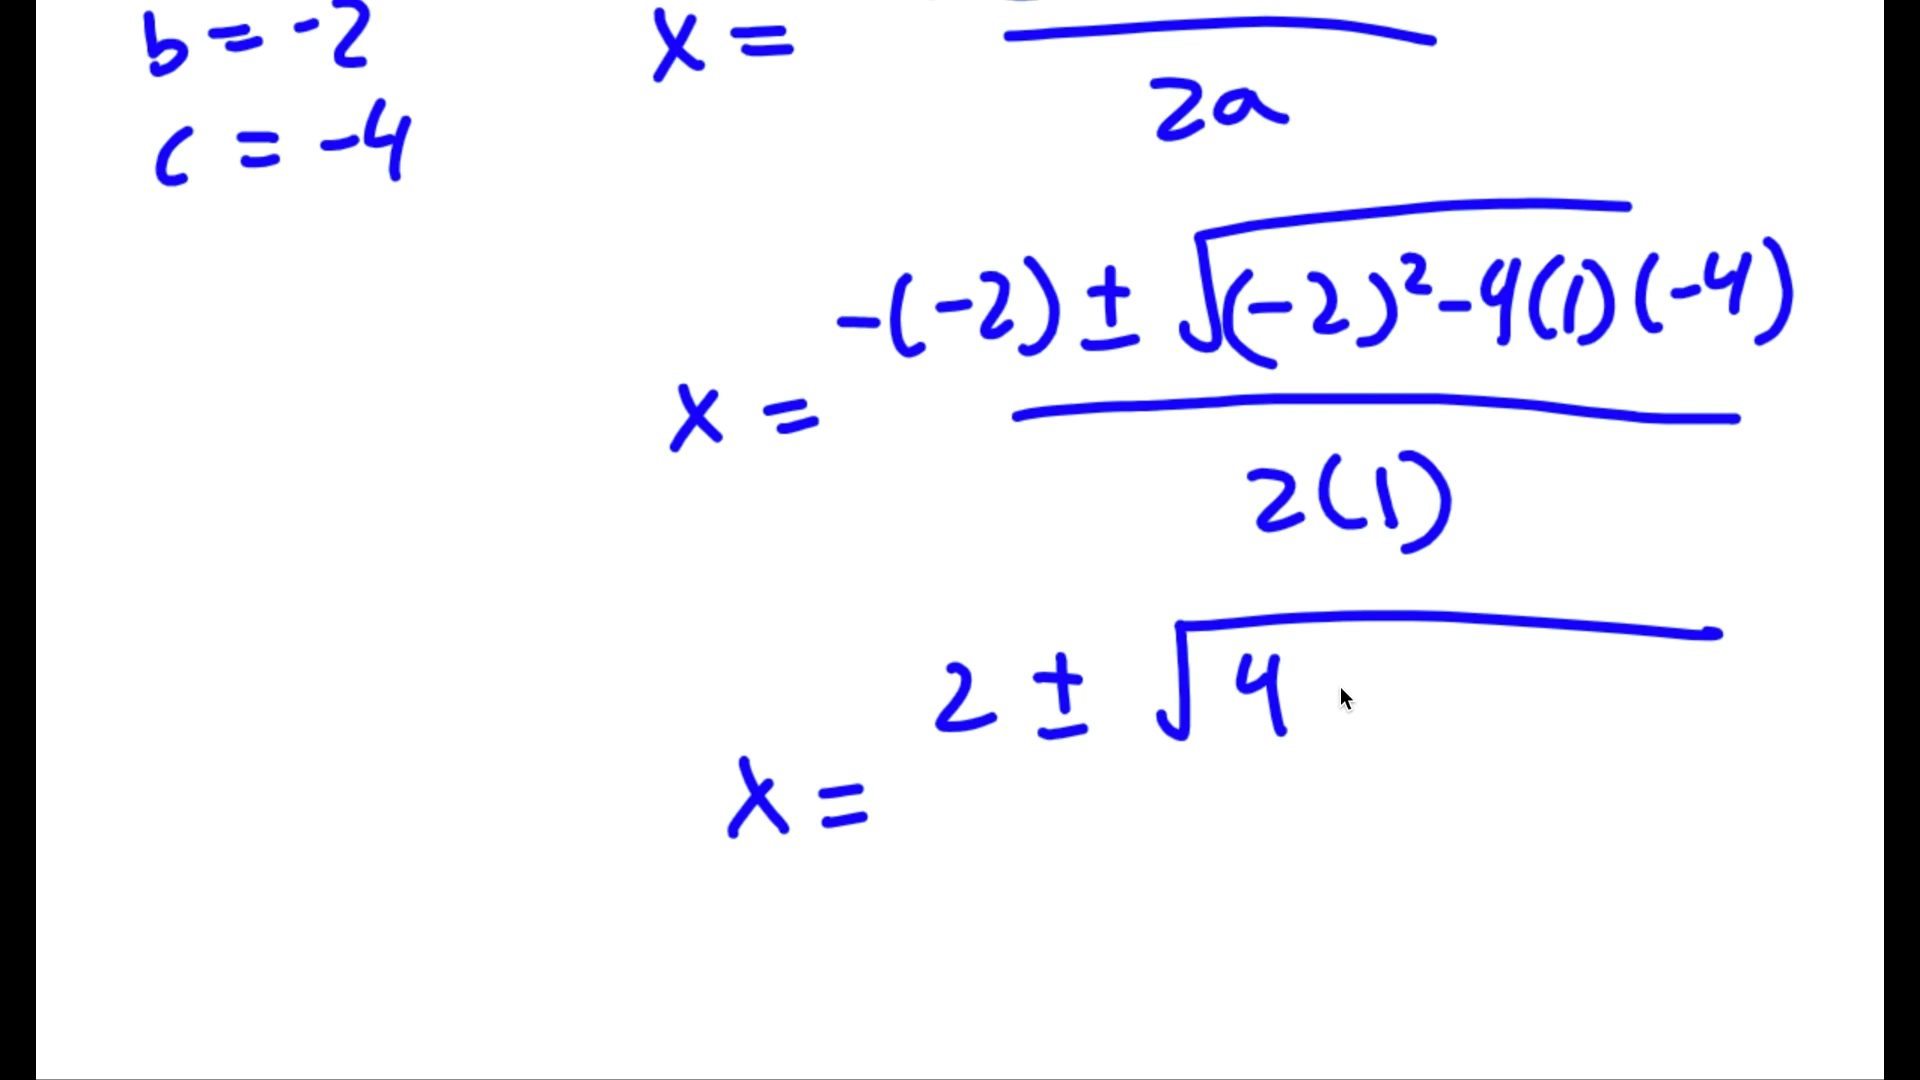 b = -2
c = -4
x =
2a
x = -(-2) ± √(-2)² - 4(1)(-4)
2(1)
2 ± √4
x =